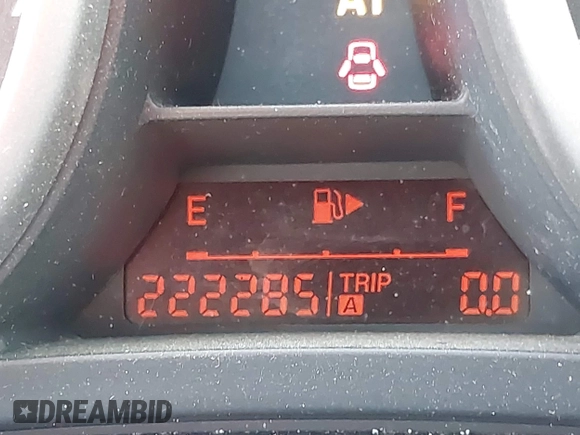 AT
E F
222285 TRIP A 0.0
DREAMBID